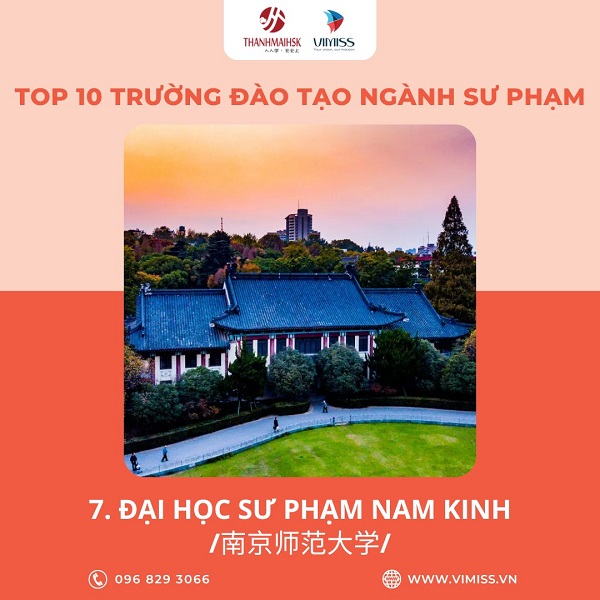 THANHMAIHSK
VIMISS
TOP 10 TRƯỜNG ĐÀO TẠO NGÀNH SƯ PHẠM
7. ĐẠI HỌC SƯ PHẠM NAM KINH
/南京师范大学/
096 829 3066
WWW.VIMISS.VN